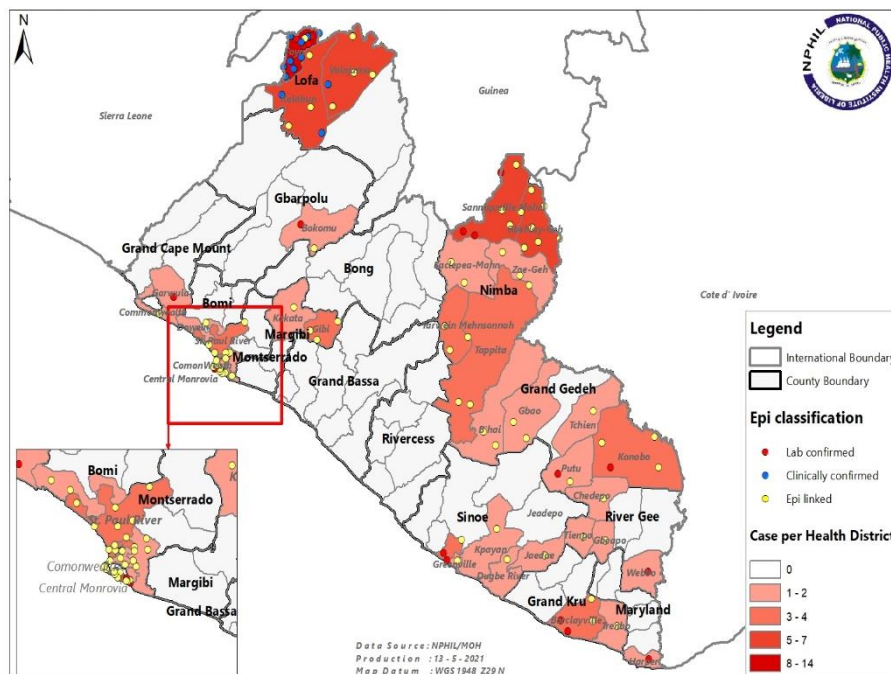 N
NPHIL
NATIONAL PUBLIC HEALTH INSTITUTE OF LIBERIA
Guinea
Sierra Leone
Lofa
Gbarpolu
Bokomu
Grand Cape Mount
Bong
Nimba
Zoe-Geh
Cote d' Ivoire
Garwula
Bomi
Commonwealth
Kakata
Gibi
Margibi
St. Paul River
Montserrado
Central Monrovia
Grand Bassa
Tappita
Rivercess
Grand Gedeh
Gbao
Tchien
Konobo
Putu
Chedepo
River Gee
Sinoe
Jeadepo
Kpayan
Greenville
Jaedae
Dugbe River
Grand Kru
Maryland
Barclayville
Trenbo
Harper
Bomi
Montserrado
St. Paul River
Central Monrovia
Margibi
Grand Bassa
Legend
International Boundary
County Boundary
Epi classification
Lab confirmed
Clinically confirmed
Epi linked
Case per Health District
0
1 - 2
3 - 4
5 - 7
8 - 14
Data Source: NPHIL/MOH
Production : 13 - 5 - 2021
Map Datum : WGS 1948 Z29 N